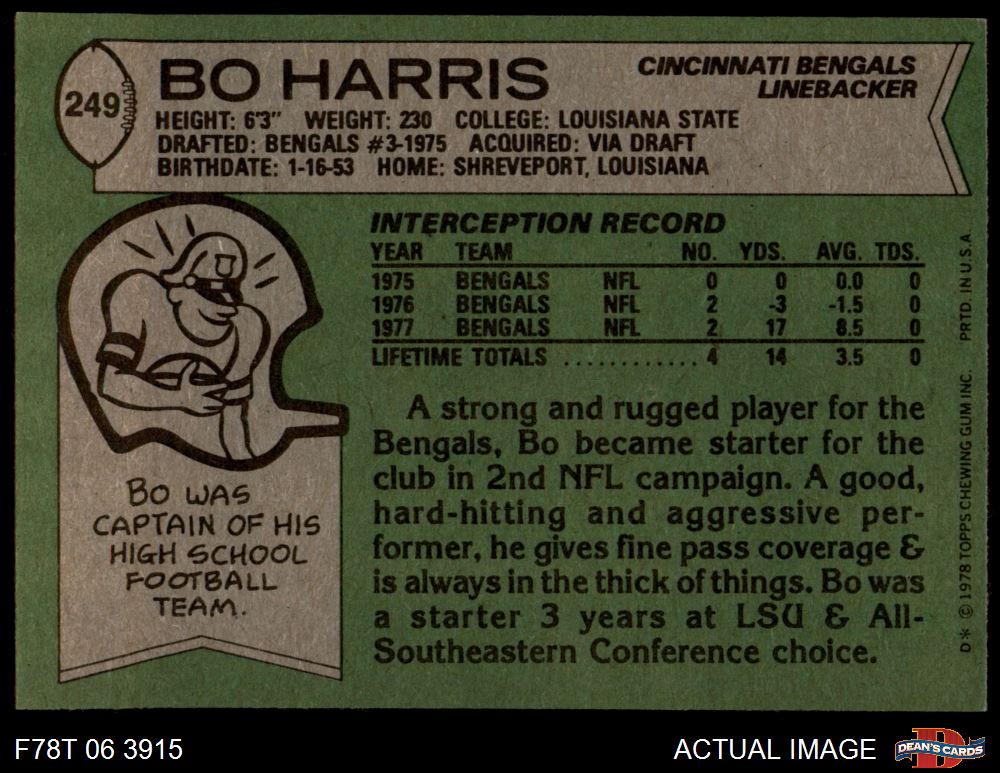 249
BO HARRIS
CINCINNATI BENGALS
LINEBACKER
HEIGHT: 6'3" WEIGHT: 230 COLLEGE: LOUISIANA STATE
DRAFTED: BENGALS #3-1975 ACQUIRED: VIA DRAFT
BIRTHDATE: 1-16-53 HOME: SHREVEPORT, LOUISIANA
INTERCEPTION RECORD
YEAR TEAM NO. YDS. AVG. TDS.
1975 BENGALS NFL 0 0 0.0 0
1976 BENGALS NFL 2 -3 -1.5 0
1977 BENGALS NFL 2 17 8.5 0
LIFETIME TOTALS ............ 4 14 3.5 0
A strong and rugged player for the
Bengals, Bo became starter for the
club in 2nd NFL campaign. A good,
hard-hitting and aggressive per-
former, he gives fine pass coverage &
is always in the thick of things. Bo was
a starter 3 years at LSU & All-
Southeastern Conference choice.
BO WAS
CAPTAIN OF HIS
HIGH SCHOOL
FOOTBALL
TEAM.
D* © 1978 TOPPS CHEWING GUM INC. PRTD. IN U.S.A.
F78T 06 3915
ACTUAL IMAGE
D
DEAN'S CARDS